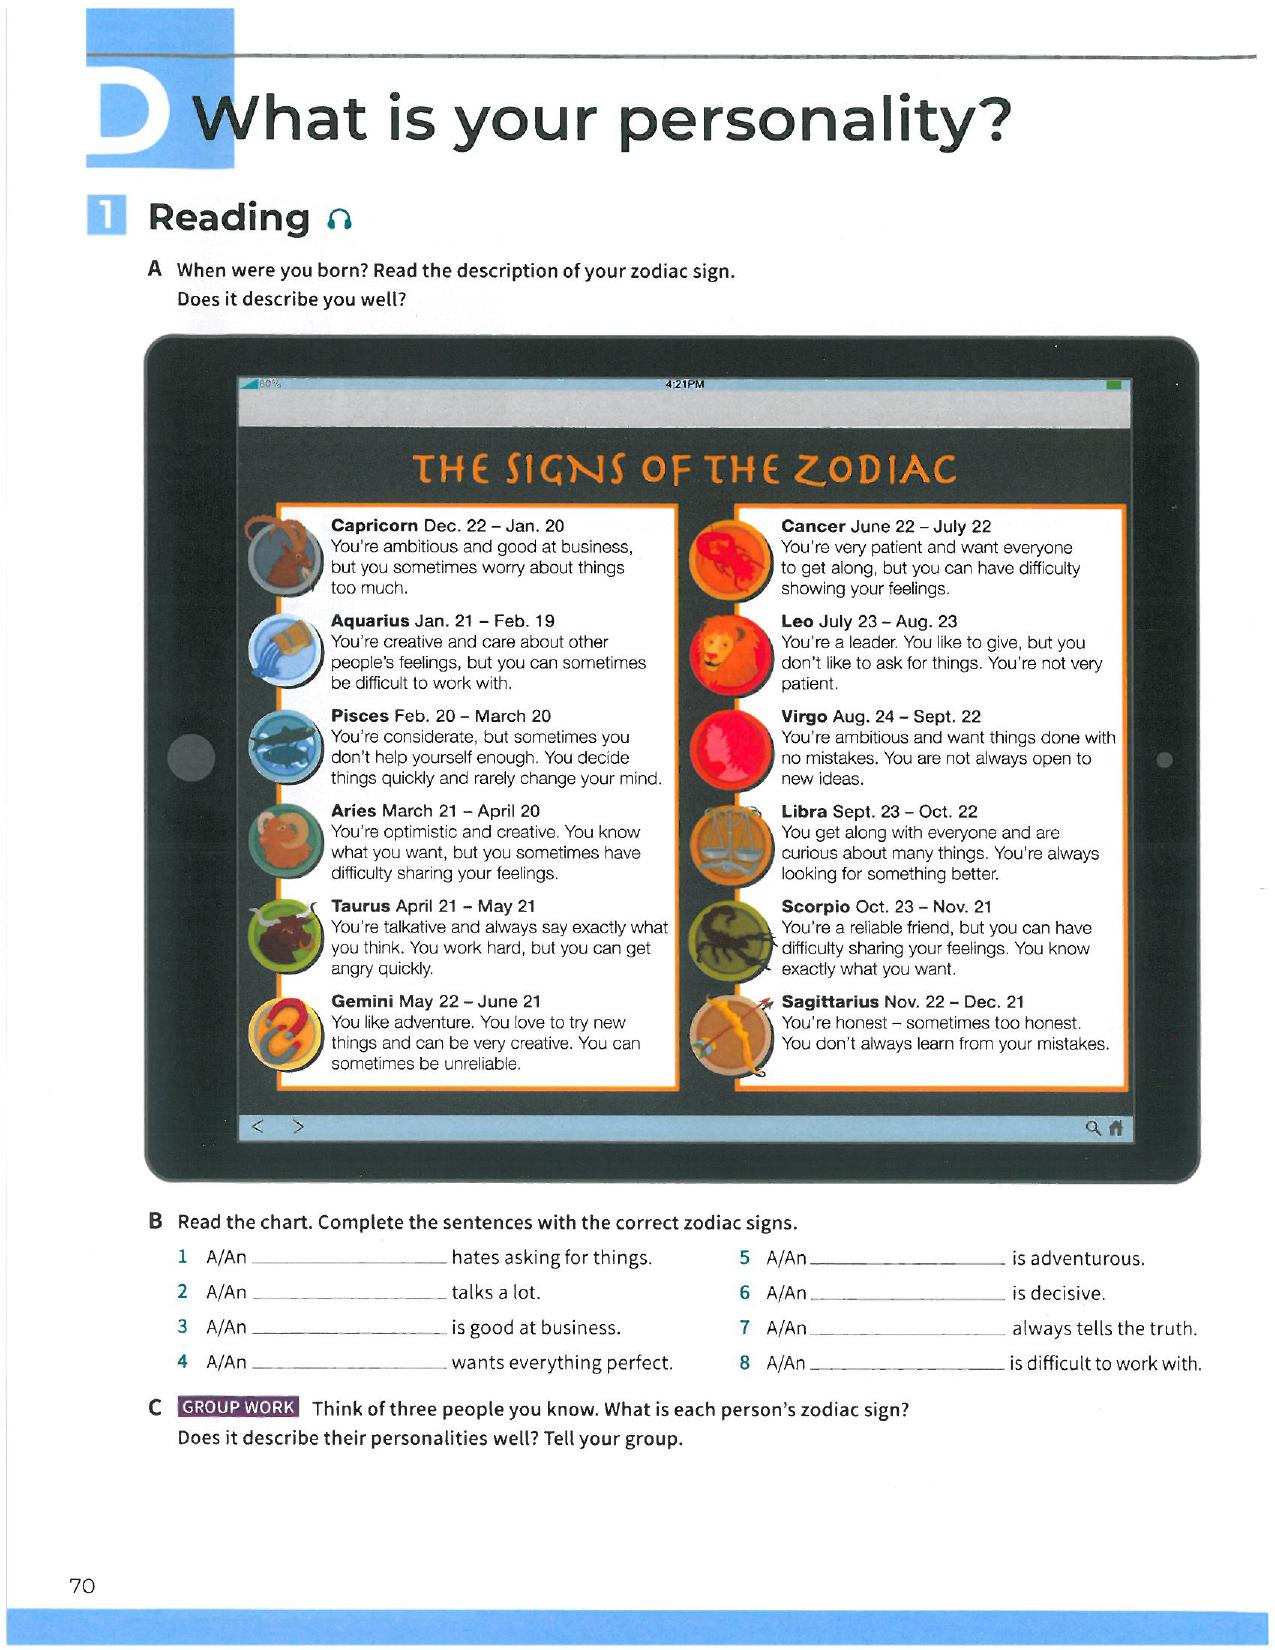 D What is your personality?
1 Reading
A When were you born? Read the description of your zodiac sign.
Does it describe you well?
80%
4:21PM
THE SIGNS OF THE ZODIAC
Capricorn Dec. 22 – Jan. 20
You're ambitious and good at business,
but you sometimes worry about things
too much.
Aquarius Jan. 21 – Feb. 19
You're creative and care about other
people's feelings, but you can sometimes
be difficult to work with.
Pisces Feb. 20 – March 20
You're considerate, but sometimes you
don't help yourself enough. You decide
things quickly and rarely change your mind.
Aries March 21 – April 20
You're optimistic and creative. You know
what you want, but you sometimes have
difficulty sharing your feelings.
Taurus April 21 – May 21
You're talkative and always say exactly what
you think. You work hard, but you can get
angry quickly.
Gemini May 22 – June 21
You like adventure. You love to try new
things and can be very creative. You can
sometimes be unreliable.
Cancer June 22 – July 22
You're very patient and want everyone
to get along, but you can have difficulty
showing your feelings.
Leo July 23 – Aug. 23
You're a leader. You like to give, but you
don't like to ask for things. You're not very
patient.
Virgo Aug. 24 – Sept. 22
You're ambitious and want things done with
no mistakes. You are not always open to
new ideas.
Libra Sept. 23 – Oct. 22
You get along with everyone and are
curious about many things. You're always
looking for something better.
Scorpio Oct. 23 – Nov. 21
You're a reliable friend, but you can have
difficulty sharing your feelings. You know
exactly what you want.
Sagittarius Nov. 22 – Dec. 21
You're honest – sometimes too honest.
You don't always learn from your mistakes.
B Read the chart. Complete the sentences with the correct zodiac signs.
1 A/An ____________ hates asking for things.
2 A/An ____________ talks a lot.
3 A/An ____________ is good at business.
4 A/An ____________ wants everything perfect.
5 A/An ____________ is adventurous.
6 A/An ____________ is decisive.
7 A/An ____________ always tells the truth.
8 A/An ____________ is difficult to work with.
C GROUP WORK Think of three people you know. What is each person's zodiac sign?
Does it describe their personalities well? Tell your group.
70